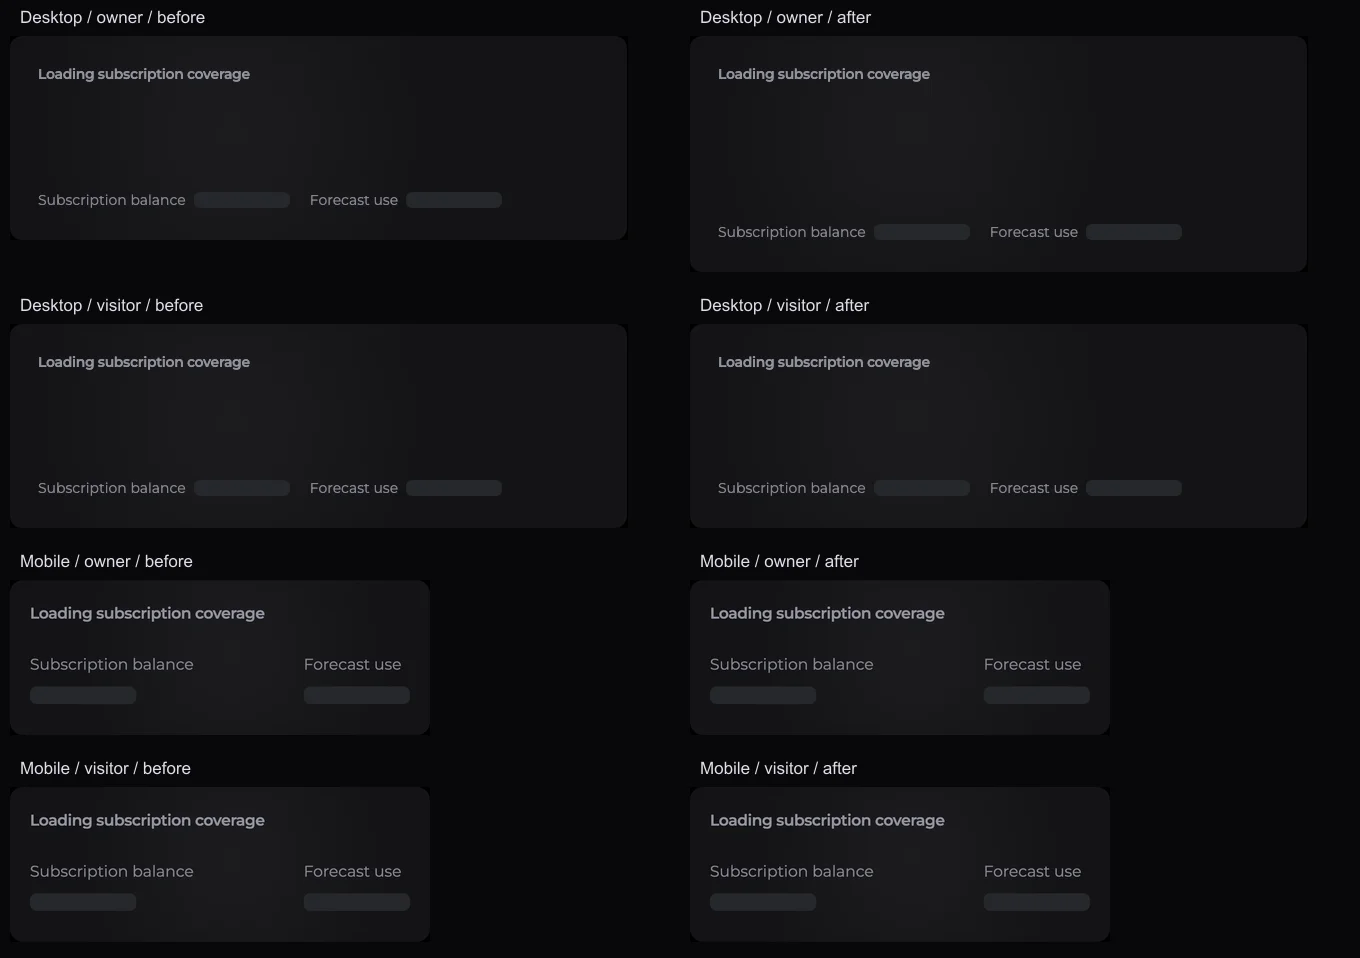 Desktop / owner / before
Loading subscription coverage
Subscription balance Forecast use
Desktop / owner / after
Loading subscription coverage
Subscription balance Forecast use
Desktop / visitor / before
Loading subscription coverage
Subscription balance Forecast use
Desktop / visitor / after
Loading subscription coverage
Subscription balance Forecast use
Mobile / owner / before
Loading subscription coverage
Subscription balance Forecast use
Mobile / owner / after
Loading subscription coverage
Subscription balance Forecast use
Mobile / visitor / before
Loading subscription coverage
Subscription balance Forecast use
Mobile / visitor / after
Loading subscription coverage
Subscription balance Forecast use